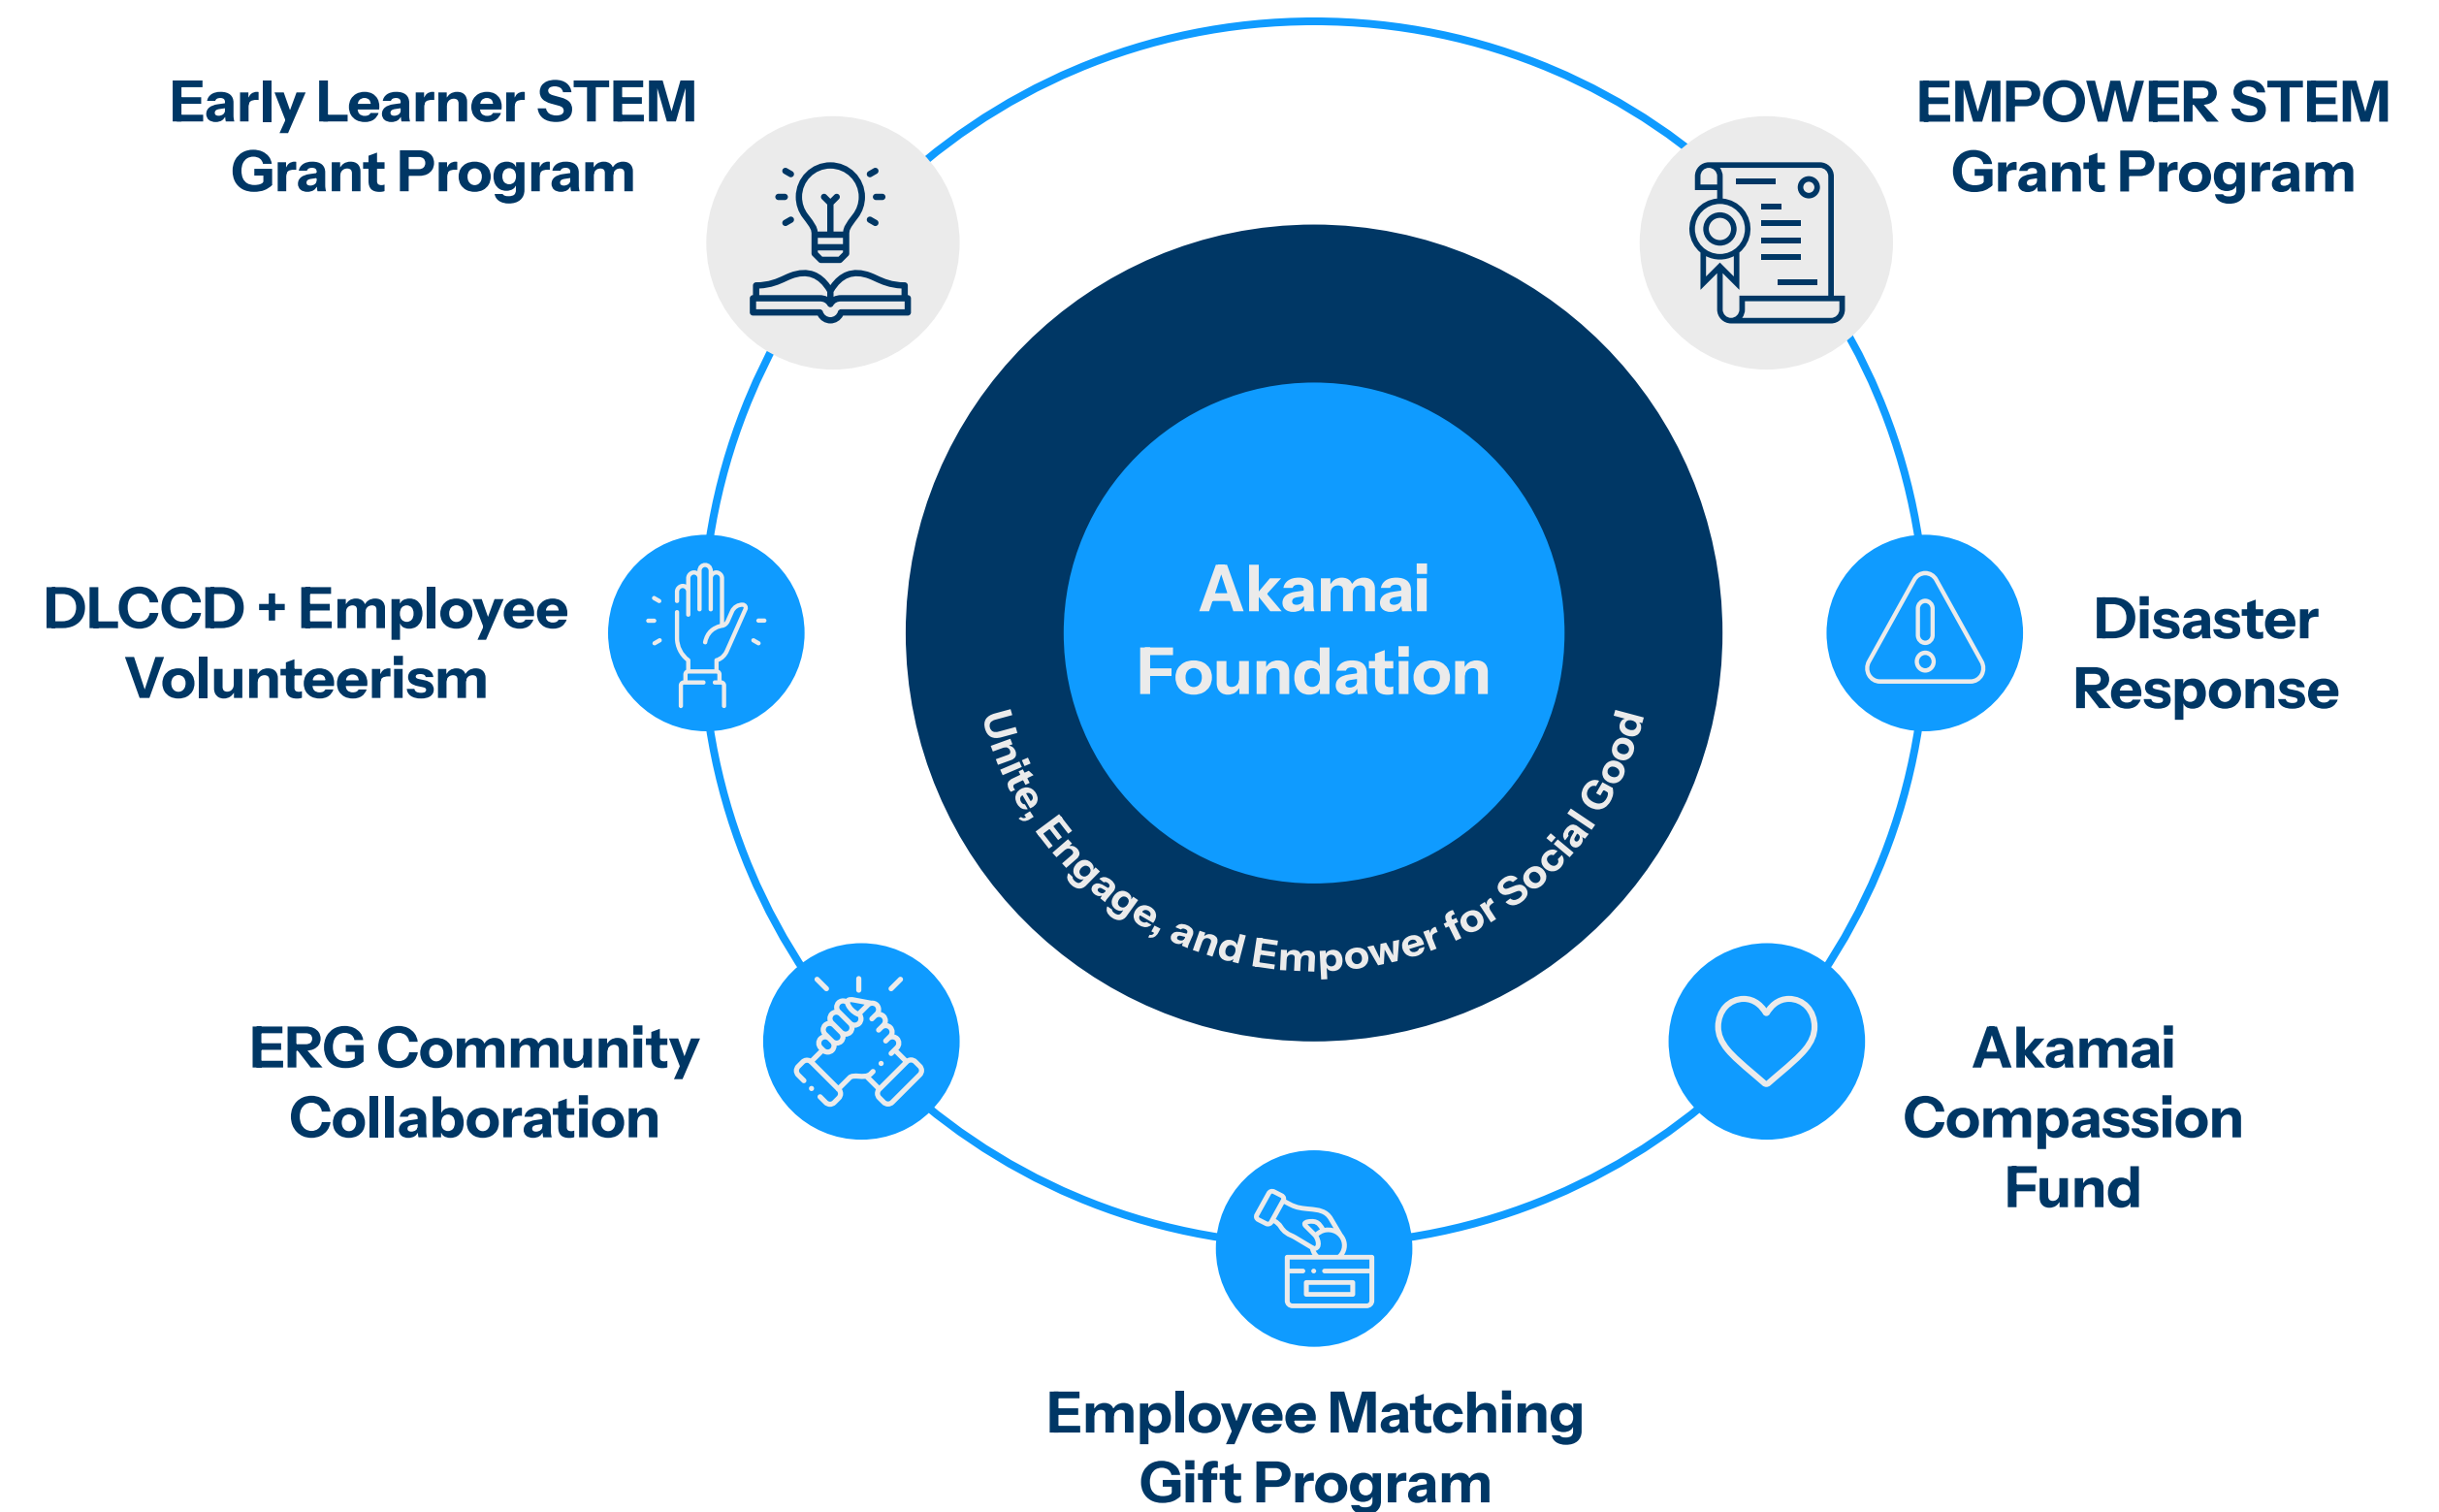 Early Learner STEM
Grant Program
EMPOWER STEM
Grant Program
Akamai
Foundation
Unite, Engage, and Empower for Social Good
DLCCD + Employee
Volunteerism
Disaster
Response
ERG Community
Collaboration
Akamai
Compassion
Fund
Employee Matching
Gift Program